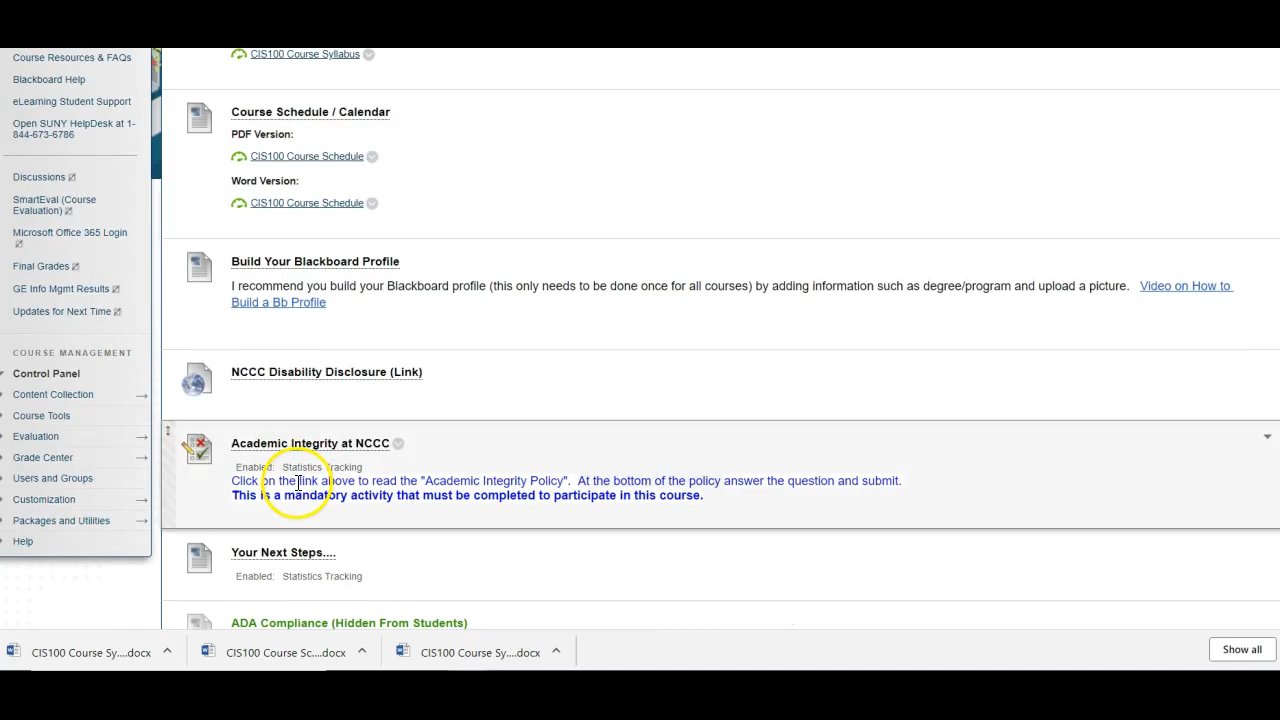 Course Resources & FAQs
Blackboard Help
eLearning Student Support
Open SUNY HelpDesk at 1-
844-673-6786
Discussions
SmartEval (Course
Evaluation)
Microsoft Office 365 Login
Final Grades
GE Info Mgmt Results
Updates for Next Time
COURSE MANAGEMENT
Control Panel
Content Collection
Course Tools
Evaluation
Grade Center
Users and Groups
Customization
Packages and Utilities
Help
CIS100 Course Syllabus
Course Schedule / Calendar
PDF Version:
CIS100 Course Schedule
Word Version:
CIS100 Course Schedule
Build Your Blackboard Profile
I recommend you build your Blackboard profile (this only needs to be done once for all courses) by adding information such as degree/program and upload a picture. Video on How to
Build a Bb Profile
NCCC Disability Disclosure (Link)
Academic Integrity at NCCC
Enabled: Statistics Tracking
Click on the link above to read the "Academic Integrity Policy". At the bottom of the policy answer the question and submit.
This is a mandatory activity that must be completed to participate in this course.
Your Next Steps....
Enabled: Statistics Tracking
ADA Compliance (Hidden From Students)
CIS100 Course Sy....docx
CIS100 Course Sc....docx
CIS100 Course Sy....docx
Show all